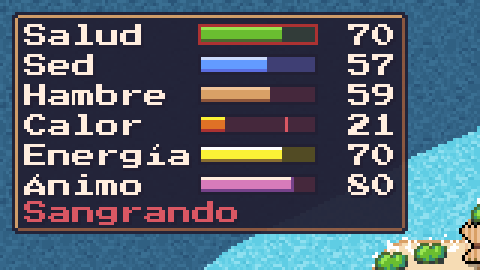 Salud 70
Sed 57
Hambre 59
Calor 21
Energía 70
Ánimo 80
Sangrando